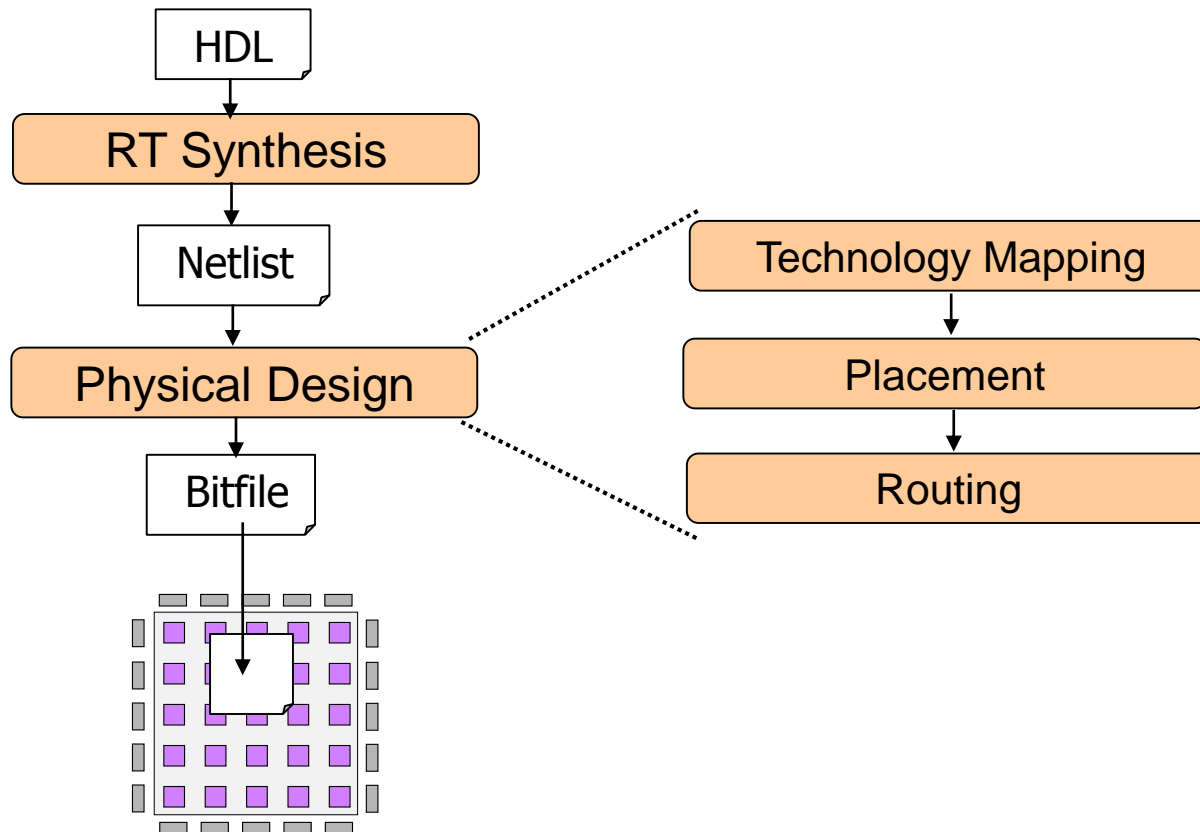 HDL
RT Synthesis
Netlist
Physical Design
Bitfile
Technology Mapping
Placement
Routing